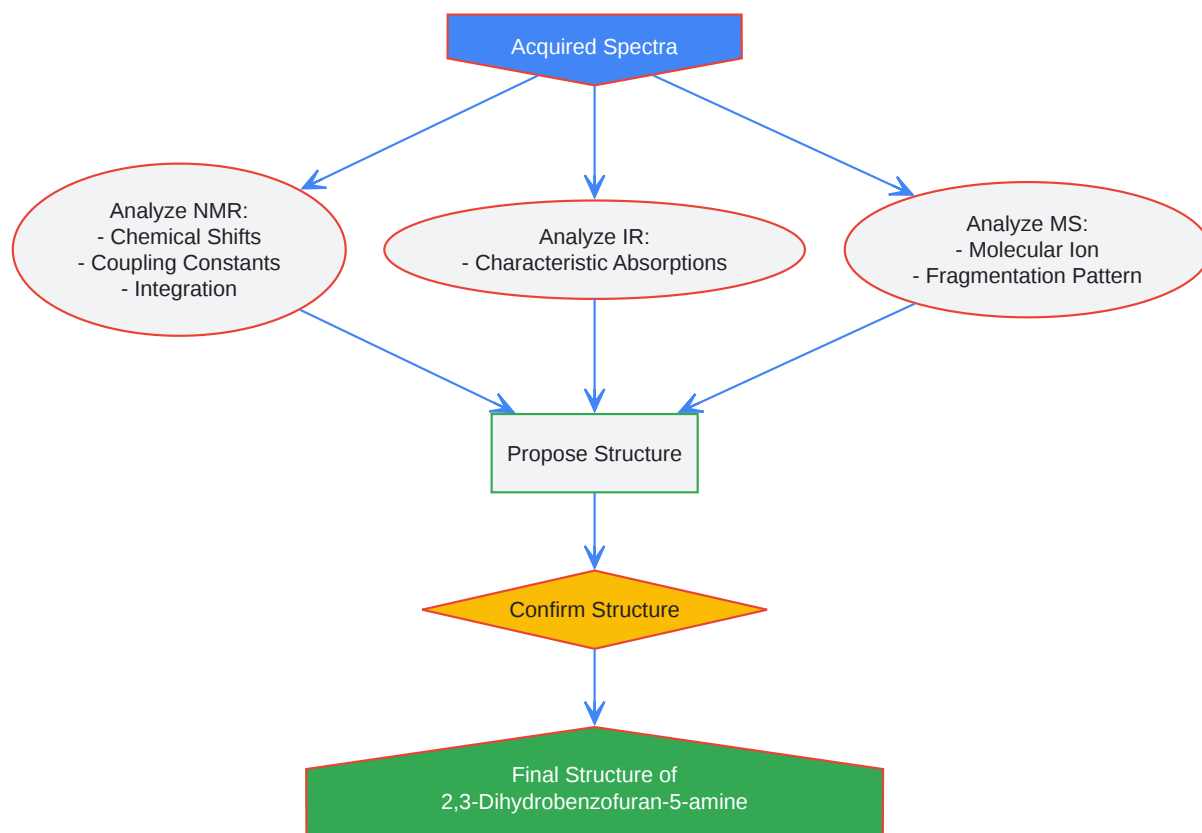 Acquired Spectra
Analyze NMR:
- Chemical Shifts
- Coupling Constants
- Integration
Analyze IR:
- Characteristic Absorptions
Analyze MS:
- Molecular Ion
- Fragmentation Pattern
Propose Structure
Confirm Structure
Final Structure of
2,3-Dihydrobenzofuran-5-amine